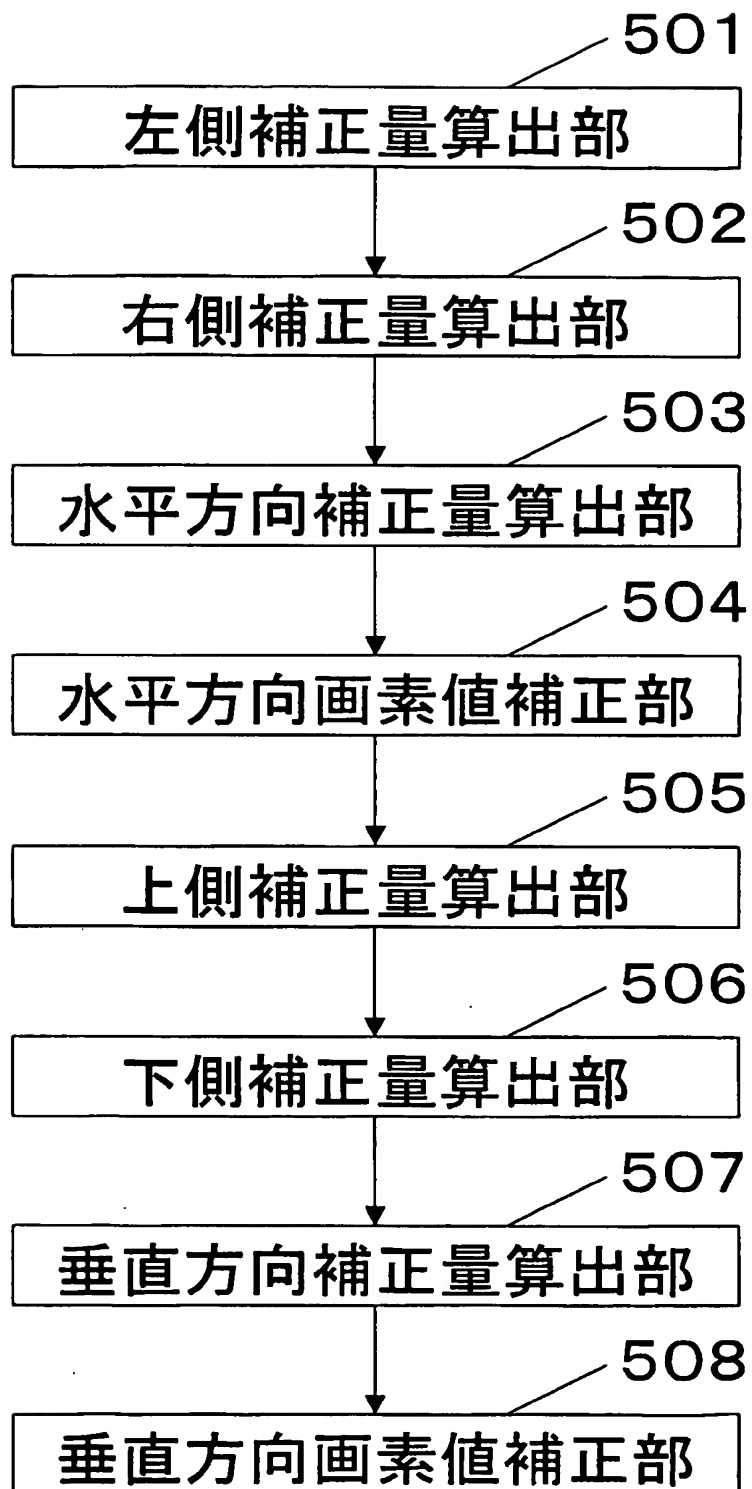 501
左側補正量算出部
502
右側補正量算出部
503
水平方向補正量算出部
504
水平方向画素値補正部
505
上側補正量算出部
506
下側補正量算出部
507
垂直方向補正量算出部
508
垂直方向画素値補正部